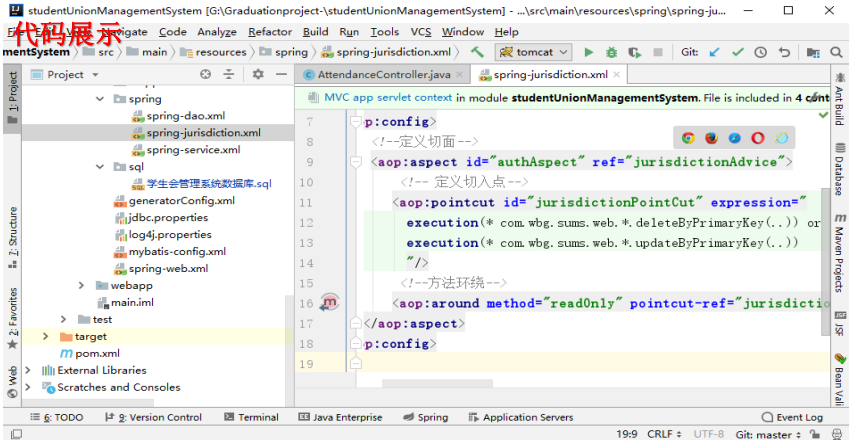 studentUnionManagementSystem [G:\Graduationproject-\studentUnionManagementSystem] - ...\src\main\resources\spring\spring-ju...
代码展示
Navigate Code Analyze Refactor Build Run Tools VCS Window Help
mentSystem src main resources spring spring-jurisdiction.xml tomcat Git:
Project
AttendanceController.java
spring-jurisdiction.xml
MVC app servlet context in module studentUnionManagementSystem. File is included in 4 cont
spring
spring-dao.xml
spring-jurisdiction.xml
spring-service.xml
sql
学生会管理系统数据库.sql
generatorConfig.xml
jdbc.properties
log4j.properties
mybatis-config.xml
spring-web.xml
webapp
main.iml
test
target
pom.xml
External Libraries
Scratches and Consoles
7 p:config>
8 <!--定义切面-->
9 <aop:aspect id="authAspect" ref="jurisdictionAdvice">
10 <!-- 定义切入点-->
11 <aop:pointcut id="jurisdictionPointCut" expression="
12 execution(* com.wbg.sums.web.*.deleteByPrimaryKey(..)) or
13 execution(* com.wbg.sums.web.*.updateByPrimaryKey(..))
14 "/>
15 <!--方法环绕-->
16 <aop:around method="readOnly" pointcut-ref="jurisdictio
17 </aop:aspect>
18 p:config>
19
1: Project
7: Structure
2: Favorites
Web
Ant Build
Database
Maven Projects
JSF
Bean Vali
6: TODO 9: Version Control Terminal Java Enterprise Spring Application Servers Event Log
19:9 CRLF UTF-8 Git: master